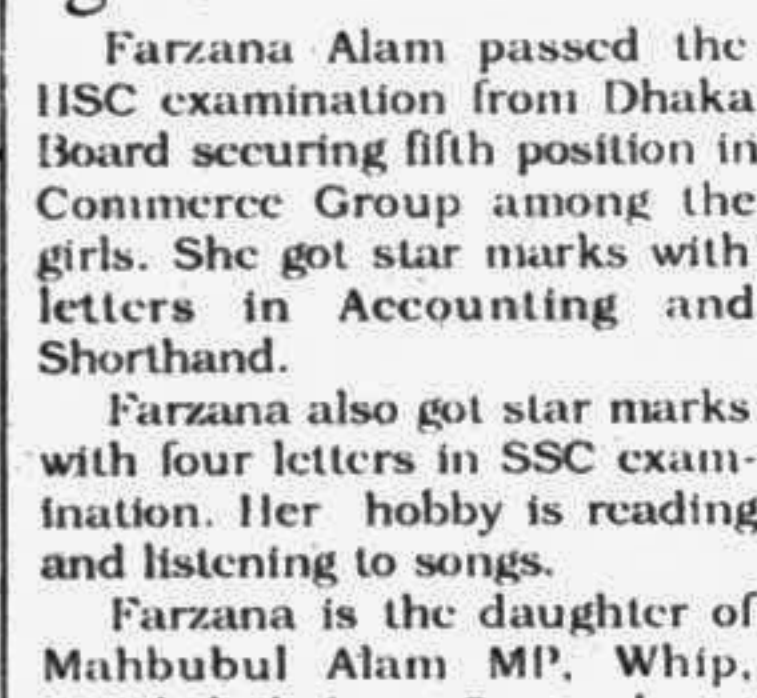 Farzana Alam passed the
HSC examination from Dhaka
Board securing fifth position in
Commerce Group among the
girls. She got star marks with
letters in Accounting and
Shorthand.
Farzana also got star marks
with four letters in SSC exam-
ination. Her hobby is reading
and listening to songs.
Farzana is the daughter of
Mahbubul Alam MP, Whip,